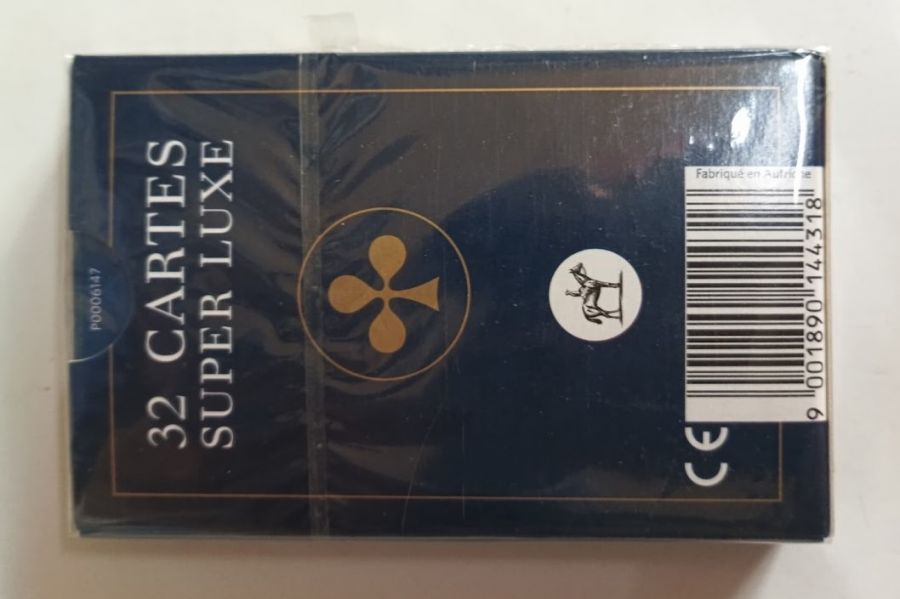 P0006147
32 CARTES
SUPER LUXE
Fabriqué en Autriche
9 001890 144318
CE